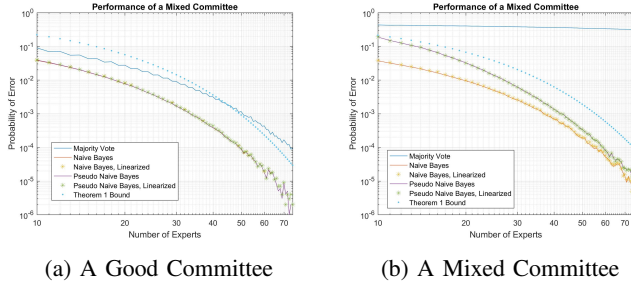 Performance of a Mixed Committee
10^0
10^-1
10^-2
10^-3
10^-4
10^-5
10^-6
Probability of Error
Majority Vote
Naive Bayes
Naive Bayes, Linearized
Pseudo Naive Bayes
Pseudo Naive Bayes, Linearized
Theorem 1 Bound
10 20 30 40 50 60 70
Number of Experts
(a) A Good Committee
Performance of a Mixed Committee
10^0
10^-1
10^-2
10^-3
10^-4
10^-5
10^-6
Probability of Error
Majority Vote
Naive Bayes
Naive Bayes, Linearized
Pseudo Naive Bayes
Pseudo Naive Bayes, Linearized
Theorem 1 Bound
10 20 30 40 50 60 70
Number of Experts
(b) A Mixed Committee